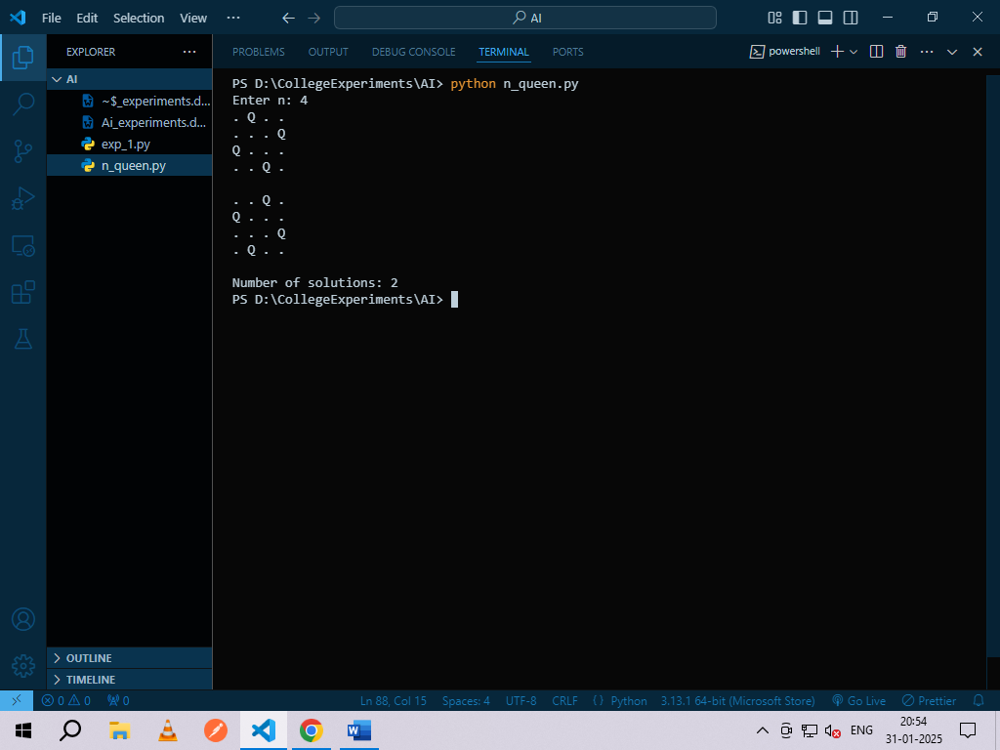 File Edit Selection View ··· AI
EXPLORER ···
PROBLEMS OUTPUT DEBUG CONSOLE TERMINAL PORTS powershell ···
AI
~$_experiments.d...
Ai_experiments.d...
exp_1.py
n_queen.py
PS D:\CollegeExperiments\AI> python n_queen.py
Enter n: 4
. Q . .
. . . Q
Q . . .
. . Q .
. . Q .
Q . . .
. . . Q
. Q . .
Number of solutions: 2
PS D:\CollegeExperiments\AI>
OUTLINE
TIMELINE
0 0 0 Ln 88, Col 15 Spaces: 4 UTF-8 CRLF {} Python 3.13.1 64-bit (Microsoft Store) Go Live Prettier
W ENG 20:54
31-01-2025